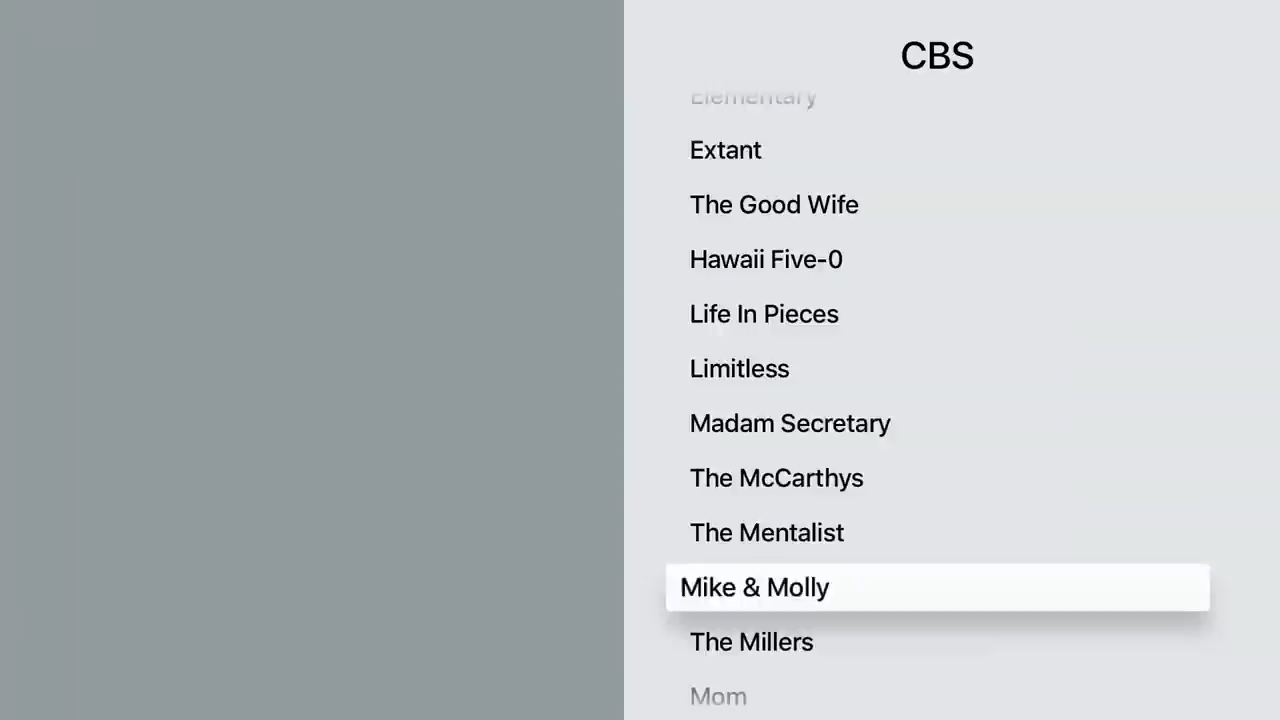 CBS
Elementary
Extant
The Good Wife
Hawaii Five-0
Life In Pieces
Limitless
Madam Secretary
The McCarthys
The Mentalist
Mike & Molly
The Millers
Mom